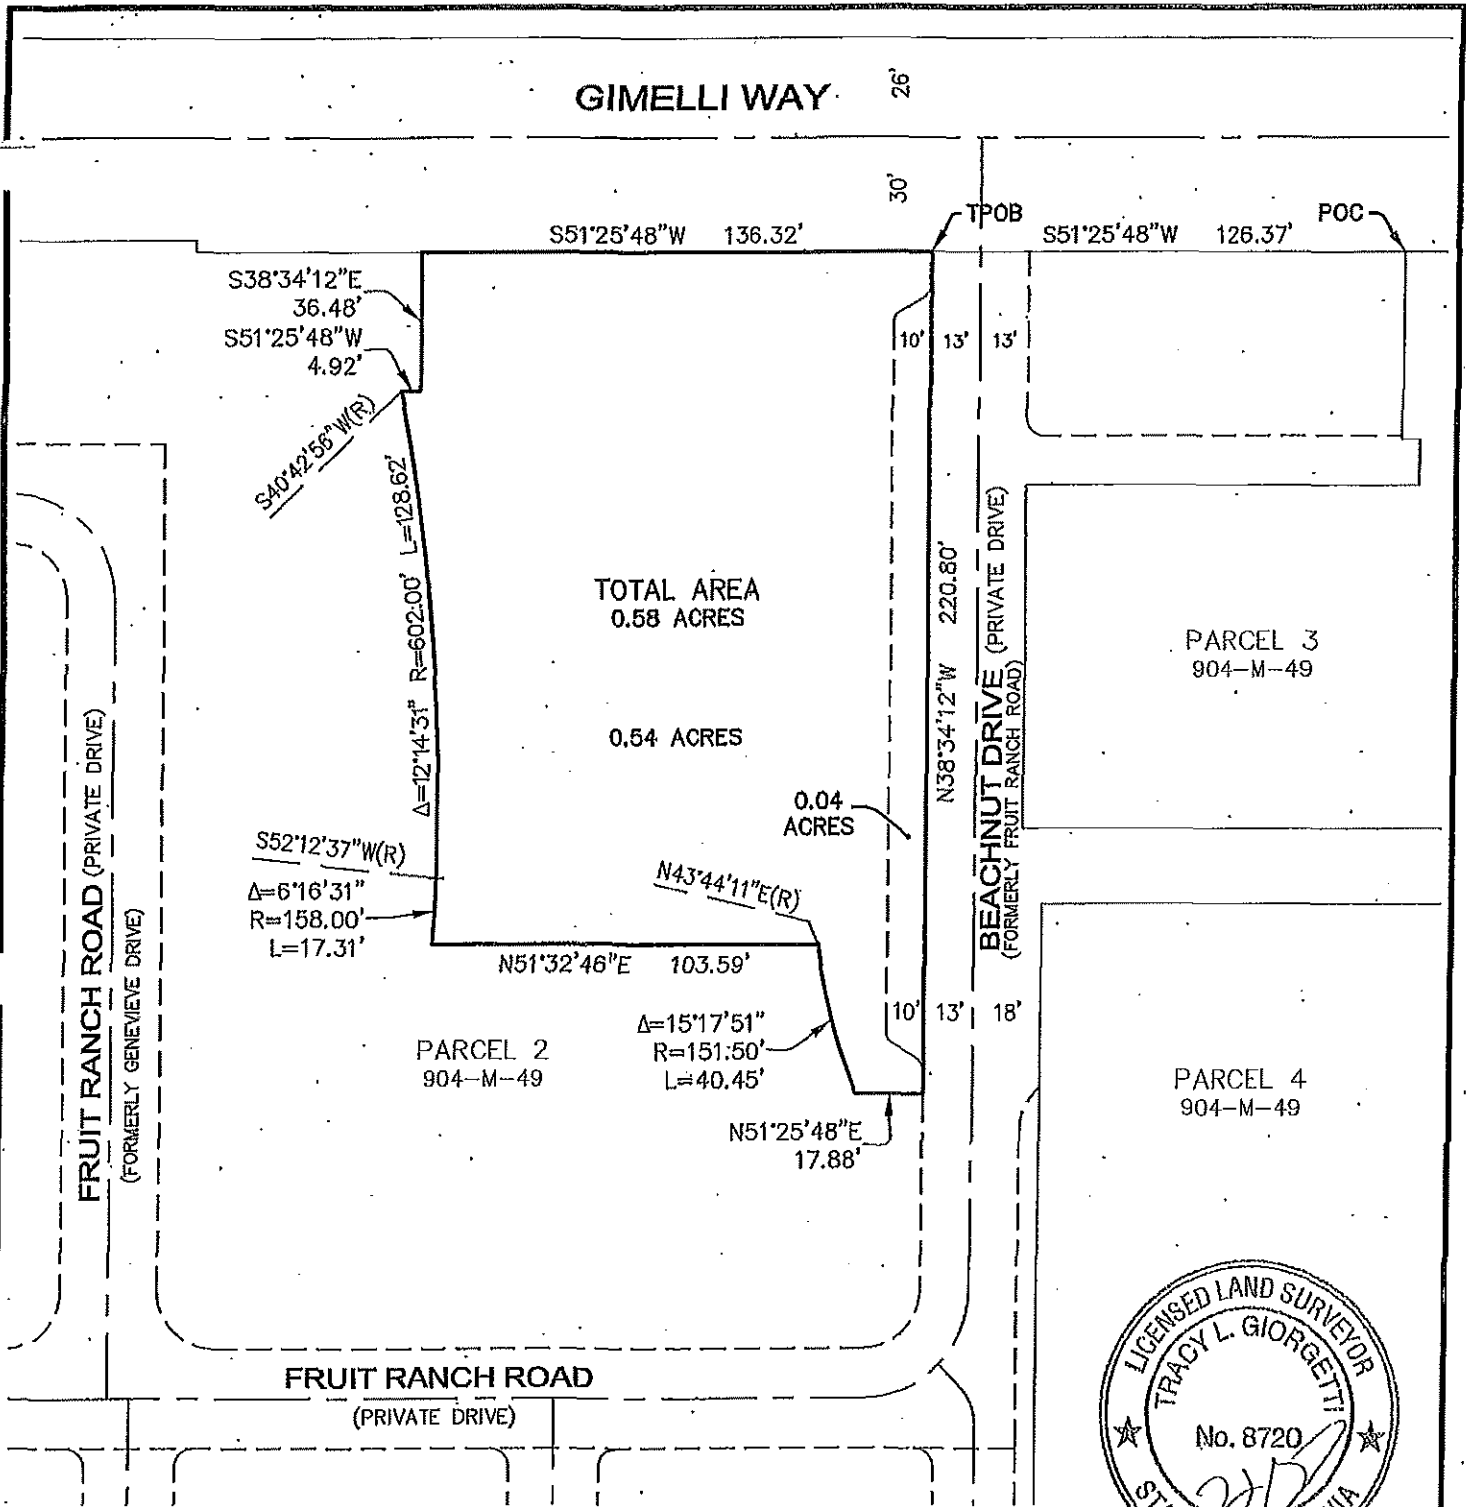 GIMELLI WAY
26'
30'
TPOB
POC
S51°25'48"W 136.32'
S51°25'48"W 126.37'
S38°34'12"E
36.48'
S51°25'48"W
4.92'
10' 13' 13'
S40°42'56"W(R)
Δ=12°14'31" R=602.00' L=128.62'
TOTAL AREA
0.58 ACRES
0.54 ACRES
0.04
ACRES
N38°34'12"W 220.80'
BEACHNUT DRIVE (PRIVATE DRIVE)
(FORMERLY FRUIT RANCH ROAD)
PARCEL 3
904-M-49
FRUIT RANCH ROAD (PRIVATE DRIVE)
(FORMERLY GENEVIEVE DRIVE)
S52°12'37"W(R)
Δ=6°16'31"
R=158.00'
L=17.31'
N43°44'11"E(R)
N51°32'46"E 103.59'
10' 13' 18'
Δ=15°17'51"
R=151.50'
L=40.45'
PARCEL 2
904-M-49
N51°25'48"E
17.88'
PARCEL 4
904-M-49
FRUIT RANCH ROAD
(PRIVATE DRIVE)
LICENSED LAND SURVEYOR
TRACY L. GIORGETTI
No. 8720